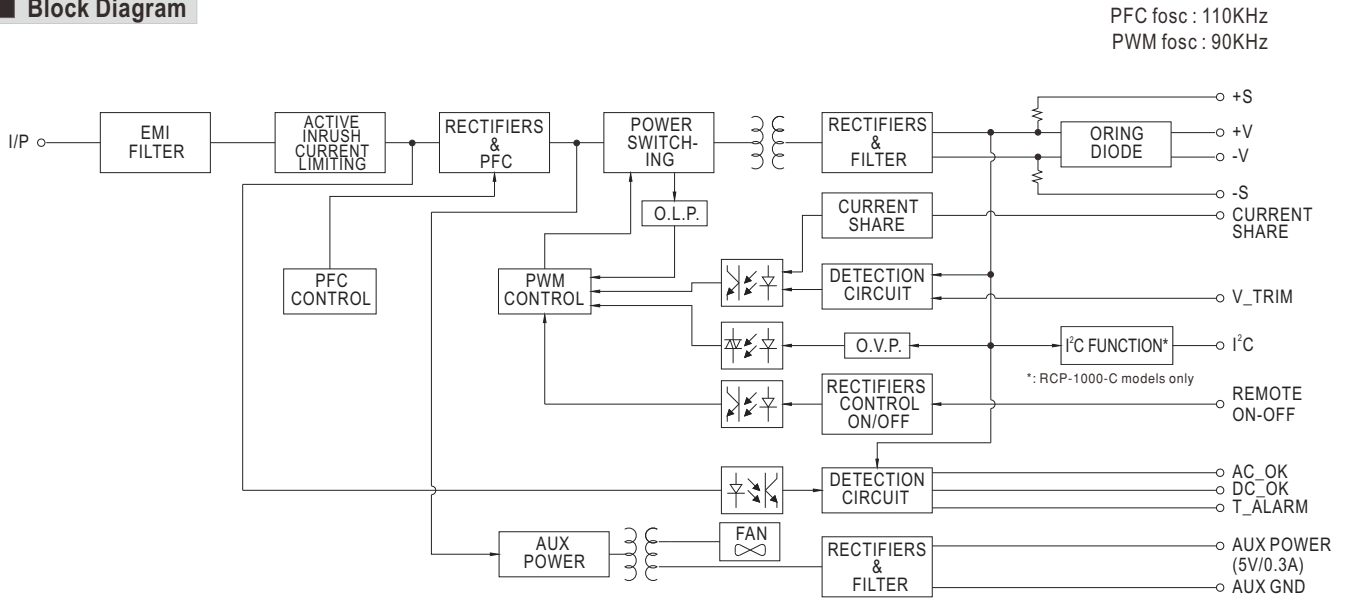 Block Diagram
PFC fosc : 110KHz
PWM fosc : 90KHz
I/P
EMI
FILTER
ACTIVE
INRUSH
CURRENT
LIMITING
RECTIFIERS
&
PFC
POWER
SWITCH-
ING
RECTIFIERS
&
FILTER
ORING
DIODE
+S
+V
-V
-S
O.L.P.
CURRENT
SHARE
CURRENT
SHARE
PFC
CONTROL
PWM
CONTROL
DETECTION
CIRCUIT
V_TRIM
O.V.P.
I²C FUNCTION*
I²C
*: RCP-1000-C models only
RECTIFIERS
CONTROL
ON/OFF
REMOTE
ON-OFF
DETECTION
CIRCUIT
AC_OK
DC_OK
T_ALARM
AUX
POWER
FAN
RECTIFIERS
&
FILTER
AUX POWER
(5V/0.3A)
AUX GND